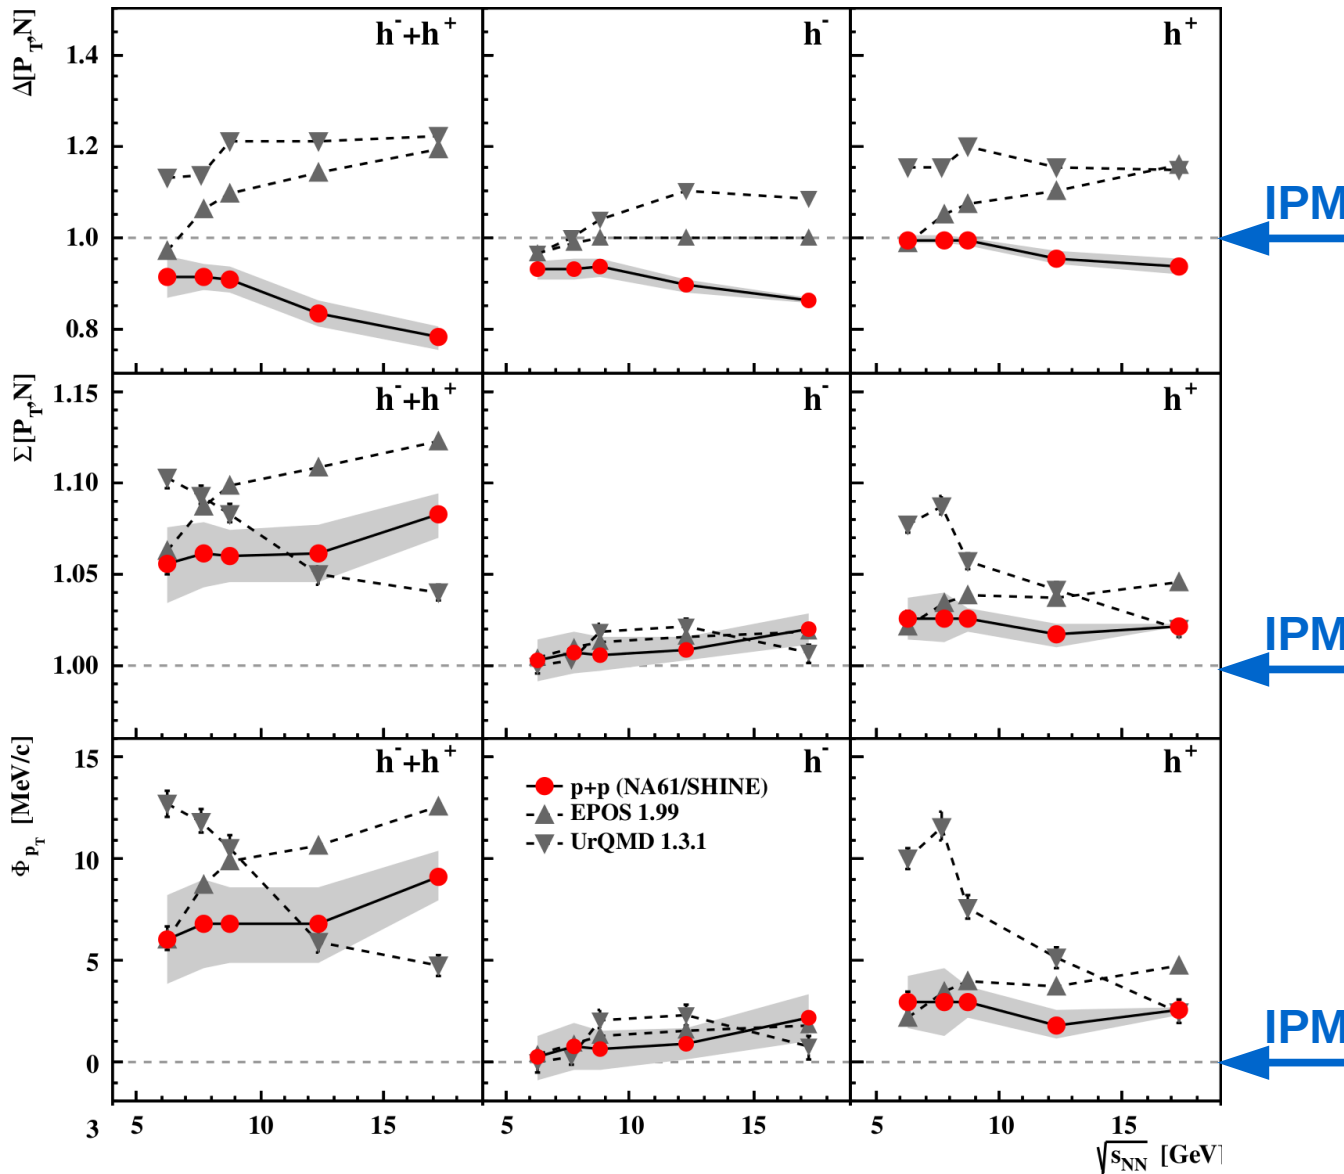 Δ[P_T,N]
h⁻+h⁺
h⁻
h⁺
1.4
1.2
1.0
0.8
IPM
Σ[P_T,N]
h⁻+h⁺
h⁻
h⁺
1.15
1.10
1.05
1.00
IPM
Φ_{p_T} [MeV/c]
h⁻+h⁺
h⁻
h⁺
15
10
5
0
p+p (NA61/SHINE)
EPOS 1.99
UrQMD 1.3.1
IPM
3
5 10 15
5 10 15
5 10 15
√s_NN [GeV]